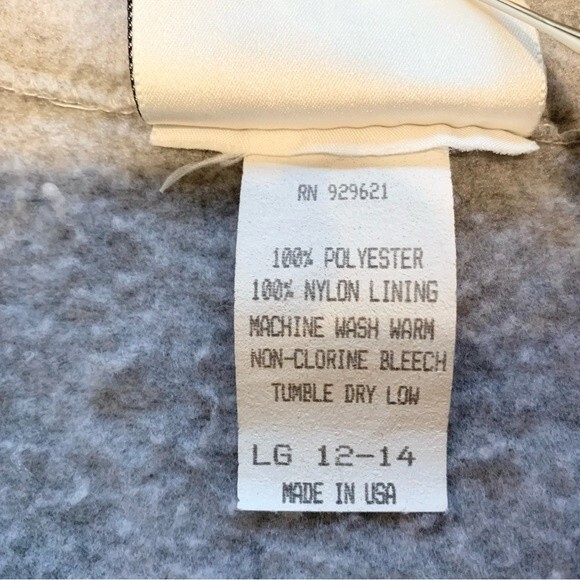 RN 929621
100% POLYESTER
100% NYLON LINING
MACHINE WASH WARM
NON-CLORINE BLEECH
TUMBLE DRY LOW
LG 12-14
MADE IN USA